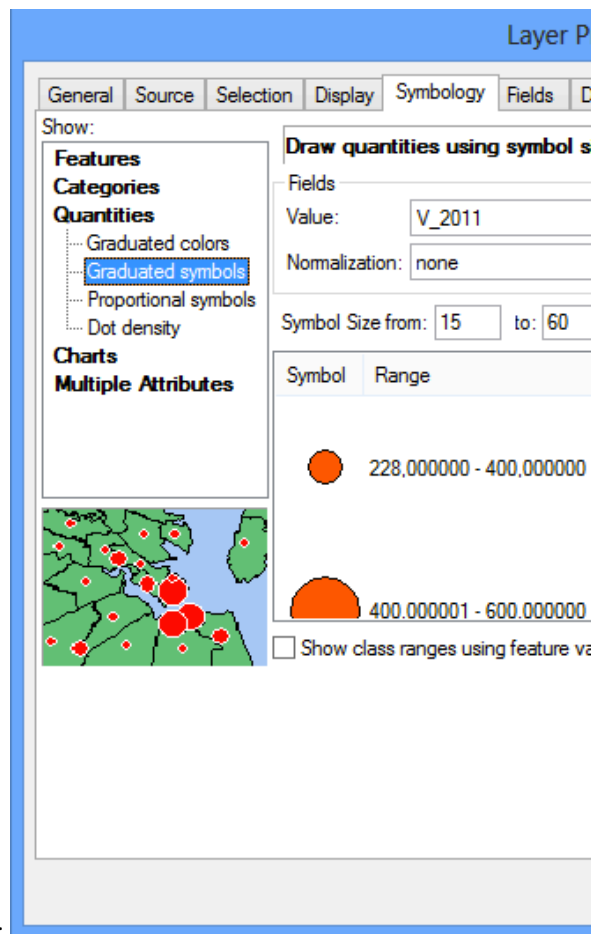 Layer P
General Source Selection Display Symbology Fields D
Show:
Features
Categories
Quantities
Graduated colors
Graduated symbols
Proportional symbols
Dot density
Charts
Multiple Attributes
Draw quantities using symbol s
Fields
Value: V_2011
Normalization: none
Symbol Size from: 15 to: 60
Symbol Range
228,000000 - 400,000000
400.000001 - 600.000000
Show class ranges using feature va